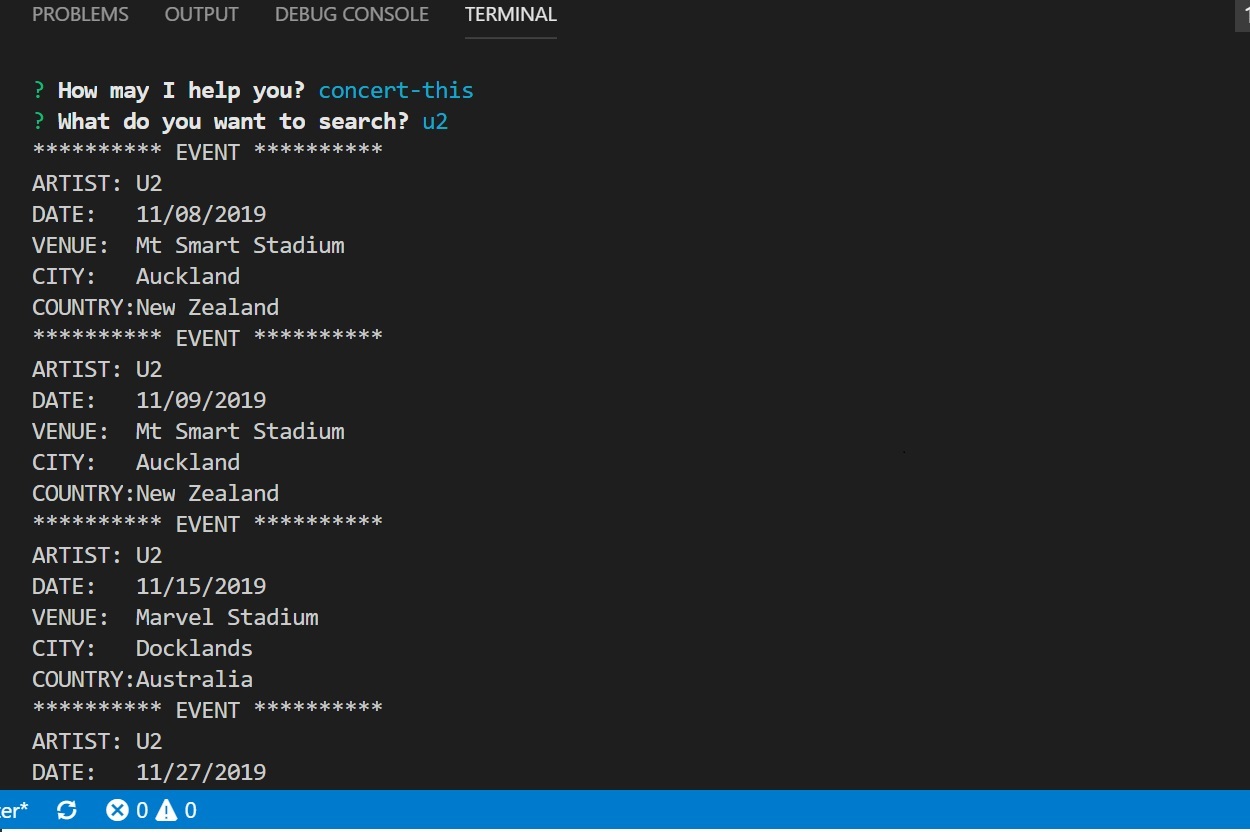 PROBLEMS OUTPUT DEBUG CONSOLE TERMINAL
? How may I help you? concert-this
? What do you want to search? u2
********** EVENT **********
ARTIST: U2
DATE:   11/08/2019
VENUE:  Mt Smart Stadium
CITY:   Auckland
COUNTRY:New Zealand
********** EVENT **********
ARTIST: U2
DATE:   11/09/2019
VENUE:  Mt Smart Stadium
CITY:   Auckland
COUNTRY:New Zealand
********** EVENT **********
ARTIST: U2
DATE:   11/15/2019
VENUE:  Marvel Stadium
CITY:   Docklands
COUNTRY:Australia
********** EVENT **********
ARTIST: U2
DATE:   11/27/2019
er* 0 0